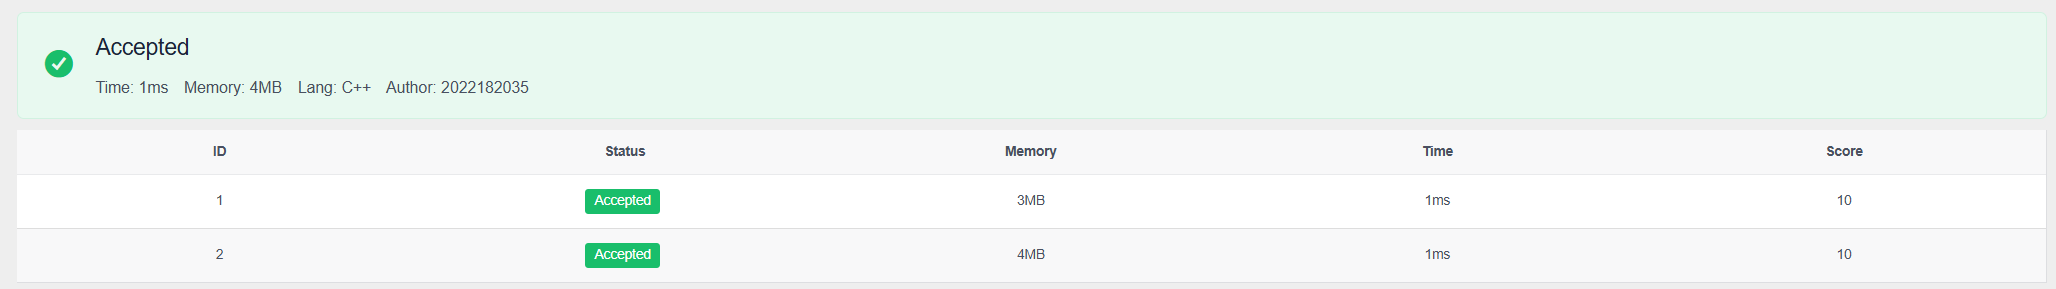 Accepted
Time: 1ms Memory: 4MB Lang: C++ Author: 2022182035
ID Status Memory Time Score
1 Accepted 3MB 1ms 10
2 Accepted 4MB 1ms 10